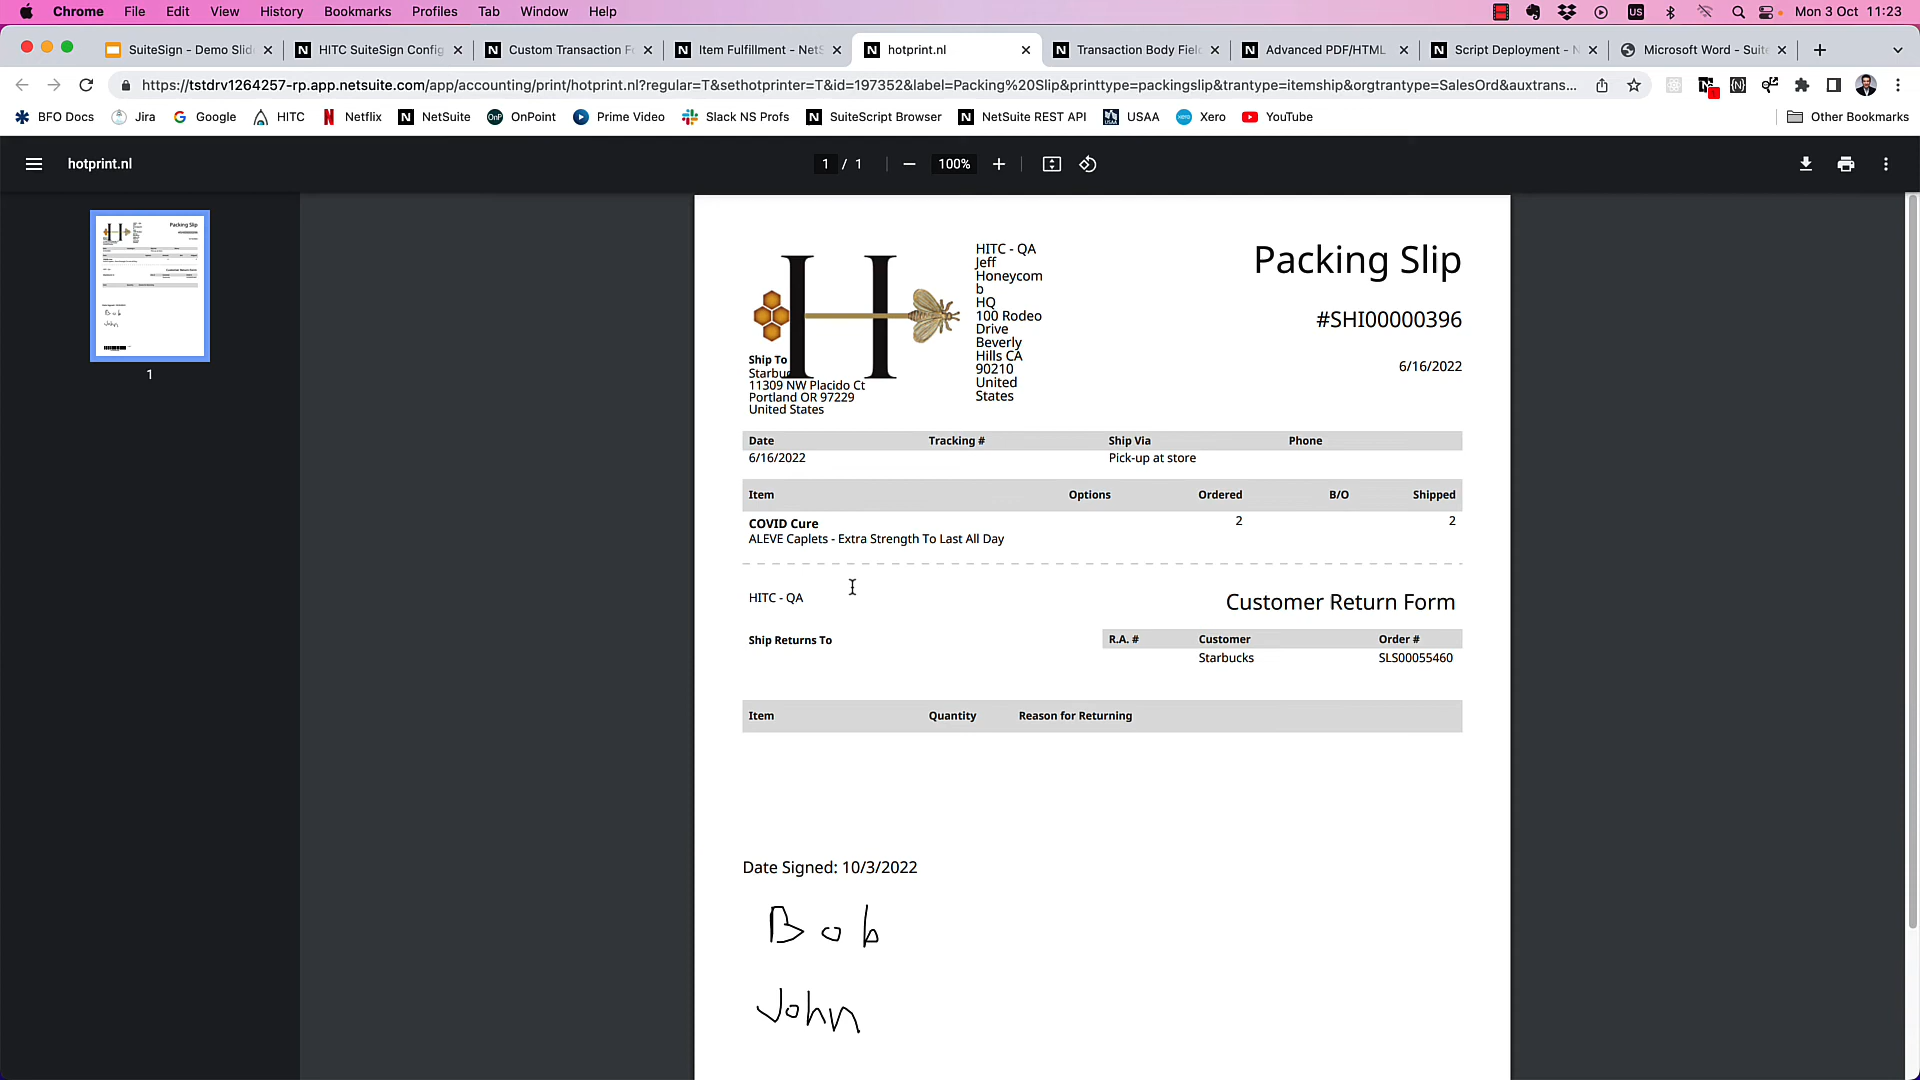 Chrome File Edit View History Bookmarks Profiles Tab Window Help US Mon 3 Oct 11:23
SuiteSign - Demo Slid HITC SuiteSign Config Custom Transaction F Item Fulfillment - Net hotprint.nl Transaction Body Fiel Advanced PDF/HTML Script Deployment - N Microsoft Word - Suit
https://tstdrv1264257-rp.app.netsuite.com/app/accounting/print/hotprint.nl?regular=T&sethotprinter=T&id=197352&label=Packing%20Slip&printtype=packingslip&trantype=itemship&orgtrantype=SalesOrd&auxtrans...
BFO Docs Jira Google HITC Netflix NetSuite OnPoint Prime Video Slack NS Profs SuiteScript Browser NetSuite REST API USAA Xero YouTube Other Bookmarks
hotprint.nl 1 / 1 100%
1
H
HITC - QA
Jeff
Honeycom
b
HQ
100 Rodeo
Drive
Beverly
Hills CA
90210
United
States
Packing Slip
#SHI00000396
6/16/2022
Ship To
11309 NW Placido Ct
Portland OR 97229
United States
Date Tracking # Ship Via Phone
6/16/2022 Pick-up at store
Item Options Ordered B/O Shipped
COVID Cure 2 2
ALEVE Caplets - Extra Strength To Last All Day
HITC - QA Customer Return Form
Ship Returns To R.A. # Customer Order #
Starbucks SLS00055460
Item Quantity Reason for Returning
Date Signed: 10/3/2022
Bob
John